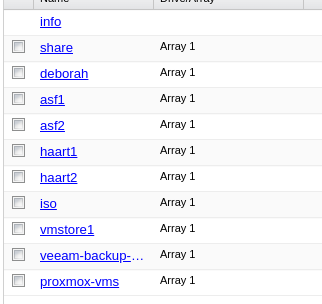 Name Drive/Array
info
share Array 1
deborah Array 1
asf1 Array 1
asf2 Array 1
haart1 Array 1
haart2 Array 1
iso Array 1
vmstore1 Array 1
veeam-backup-... Array 1
proxmox-vms Array 1